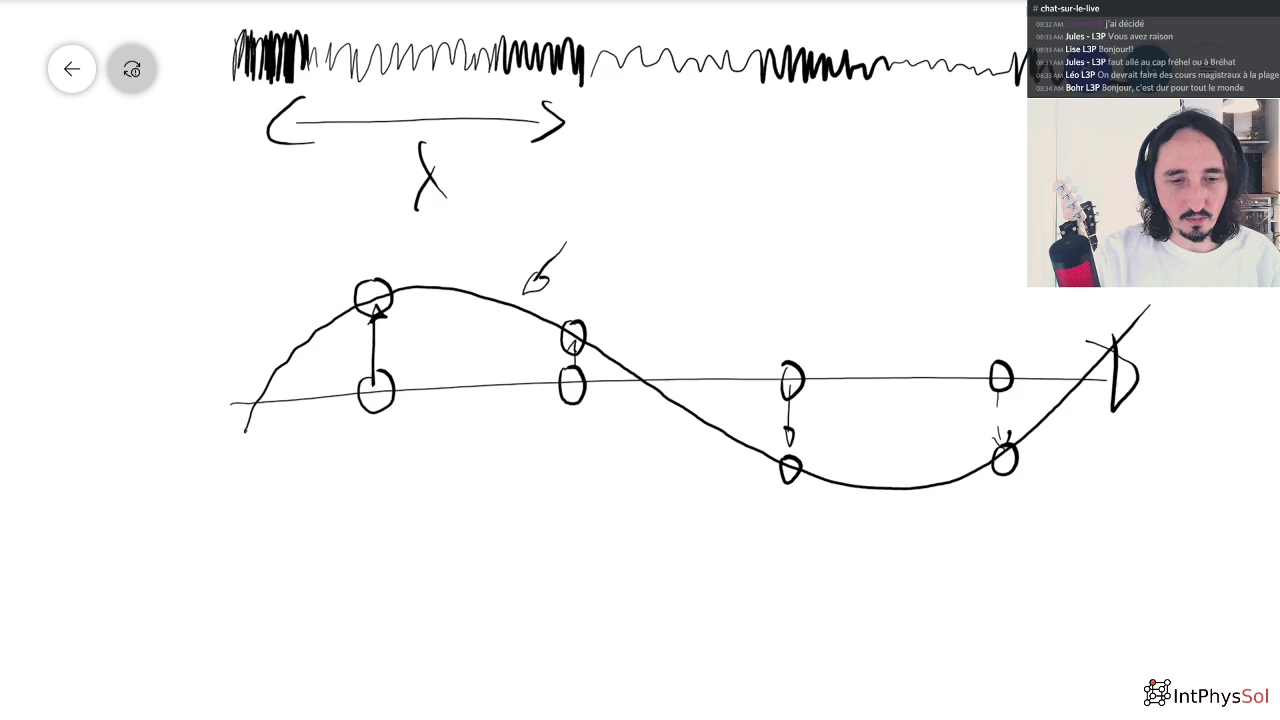 # chat-sur-le-live
08:32 AM j'ai décidé
08:33 AM Jules - L3P Vous avez raison
08:33 AM Lise L3P Bonjour!!
08:33 AM Jules - L3P faut allé au cap fréhel ou à Bréhat
08:33 AM Léo L3P On devrait faire des cours magistraux à la plage
08:34 AM Bohr L3P Bonjour, c'est dur pour tout le monde
λ
IntPhysSol